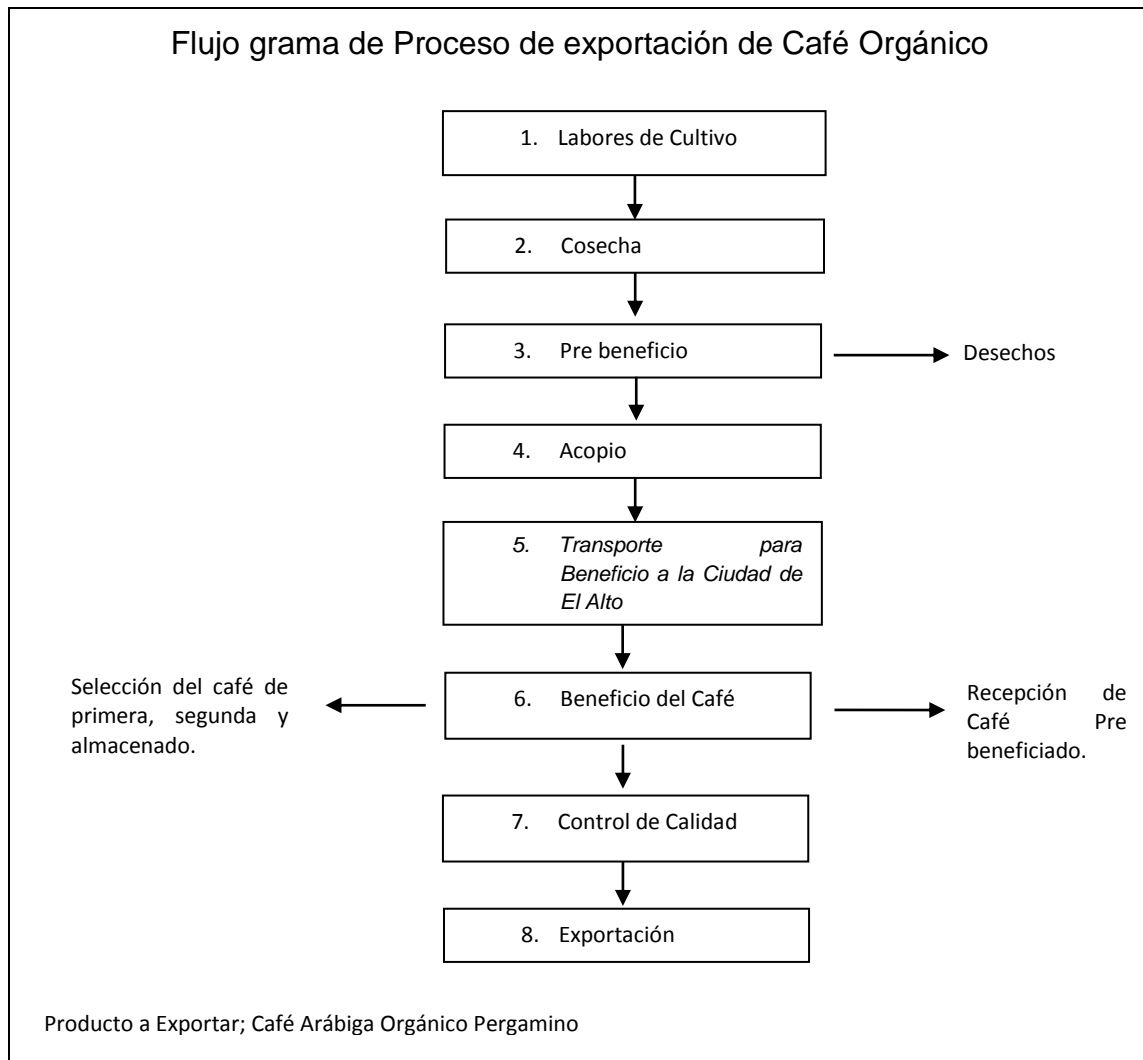 Flujo grama de Proceso de exportación de Café Orgánico
1. Labores de Cultivo
2. Cosecha
3. Pre beneficio
Desechos
4. Acopio
5. Transporte para
Beneficio a la Ciudad de
El Alto
Selección del café de
primera, segunda y
almacenado.
6. Beneficio del Café
Recepción de
Café Pre
beneficiado.
7. Control de Calidad
8. Exportación
Producto a Exportar; Café Arábiga Orgánico Pergamino